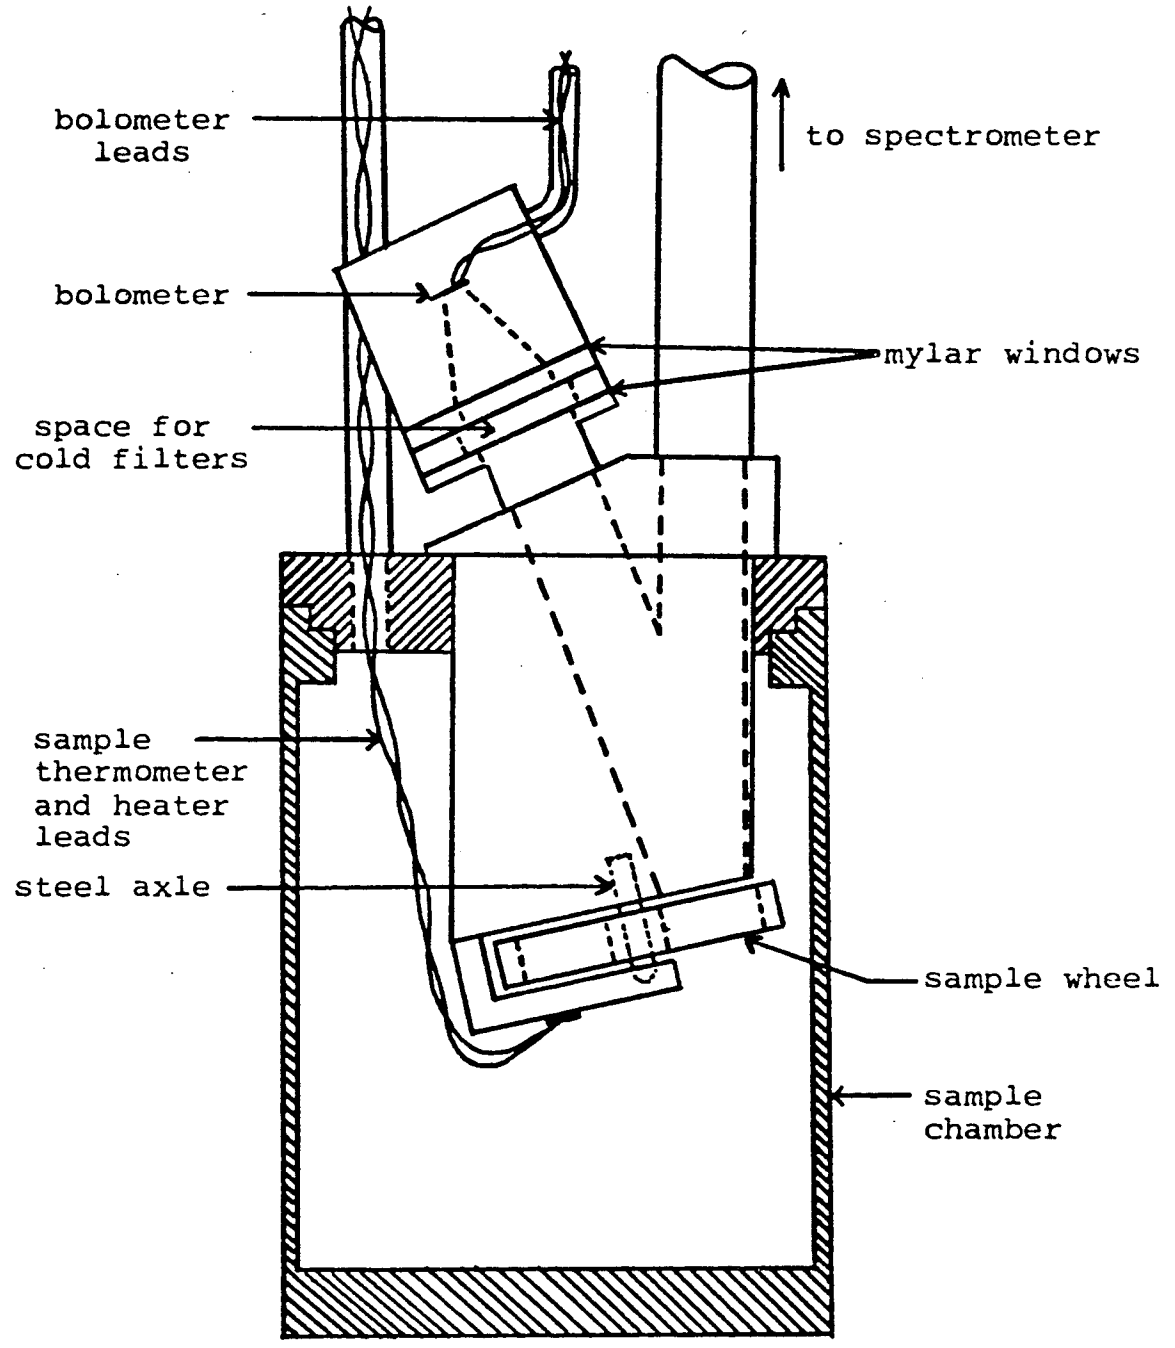 bolometer
leads
to spectrometer
bolometer
mylar windows
space for
cold filters
sample
thermometer
and heater
leads
steel axle
sample wheel
sample
chamber